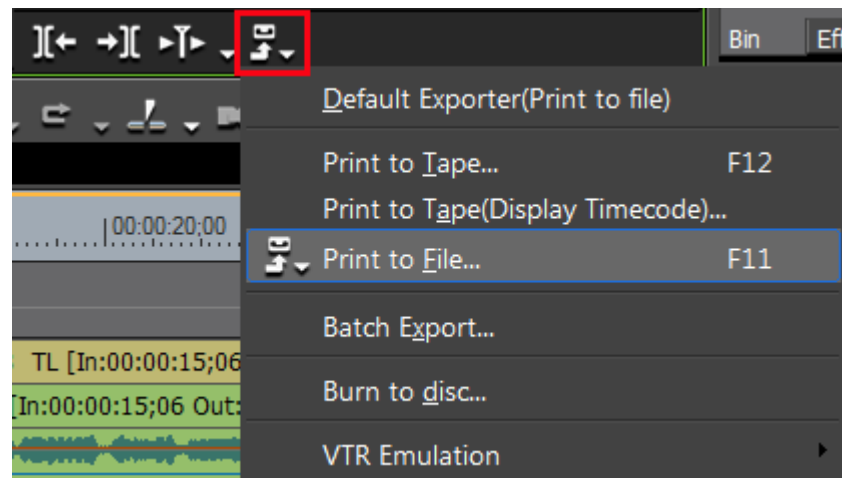 Bin Eff
Default Exporter(Print to file)
Print to Tape... F12
Print to Tape(Display Timecode)...
00:00:20;00
Print to File... F11
Batch Export...
TL [In:00:00:15;06
Burn to disc...
[In:00:00:15;06 Out:
VTR Emulation